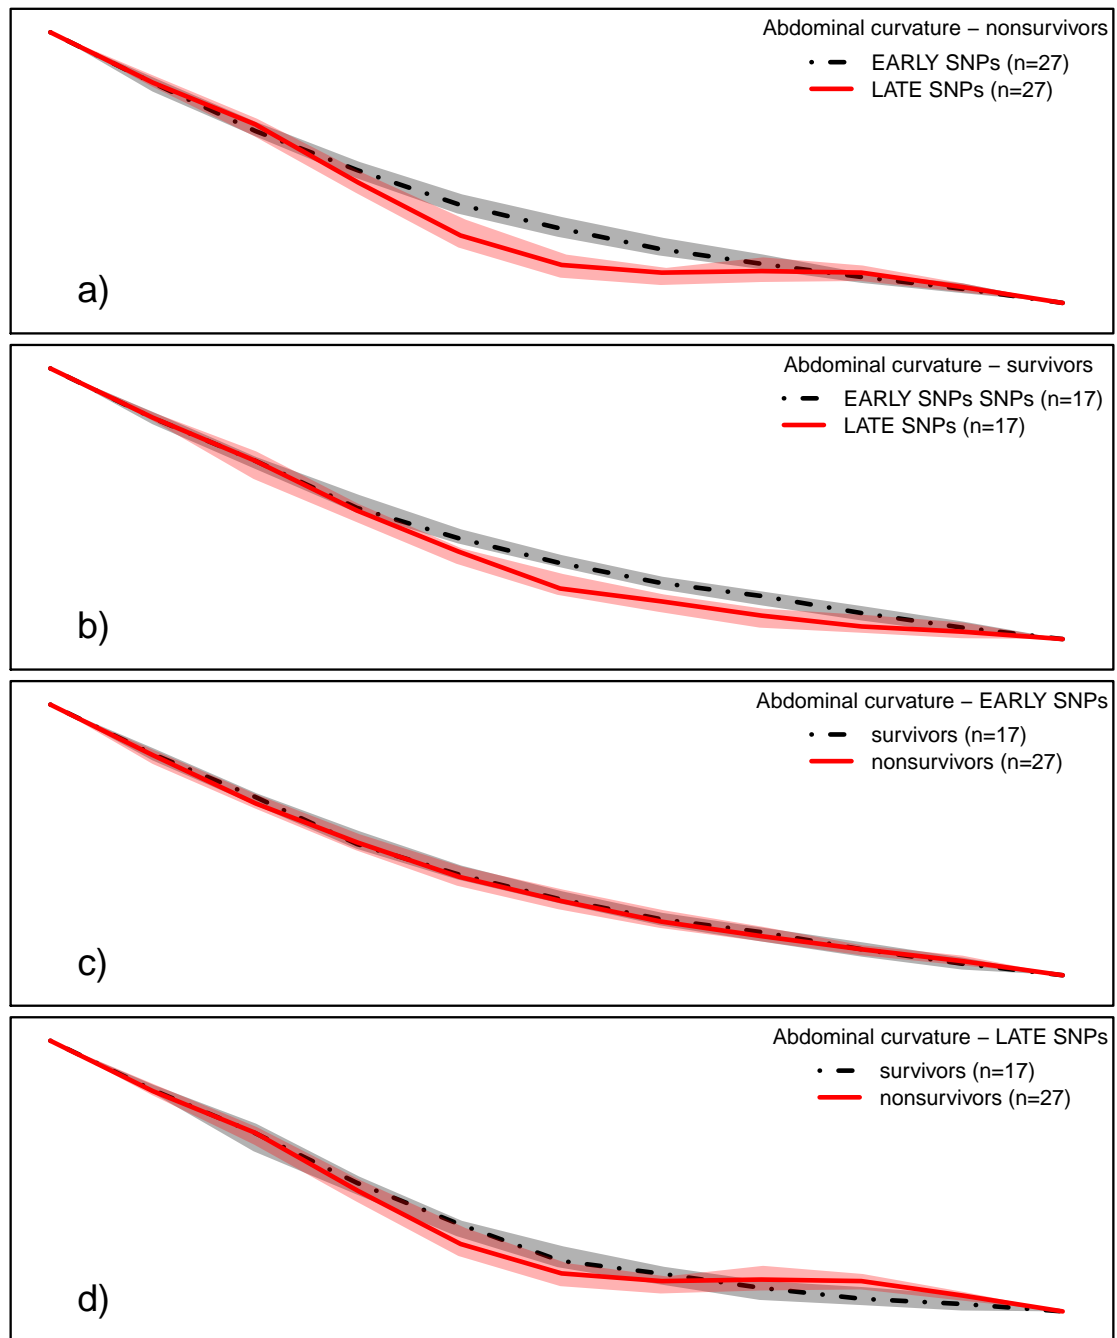 Abdominal curvature – nonsurvivors
EARLY SNPs (n=27)
LATE SNPs (n=27)
a)
Abdominal curvature – survivors
EARLY SNPs SNPs (n=17)
LATE SNPs (n=17)
b)
Abdominal curvature – EARLY SNPs
survivors (n=17)
nonsurvivors (n=27)
c)
Abdominal curvature – LATE SNPs
survivors (n=17)
nonsurvivors (n=27)
d)